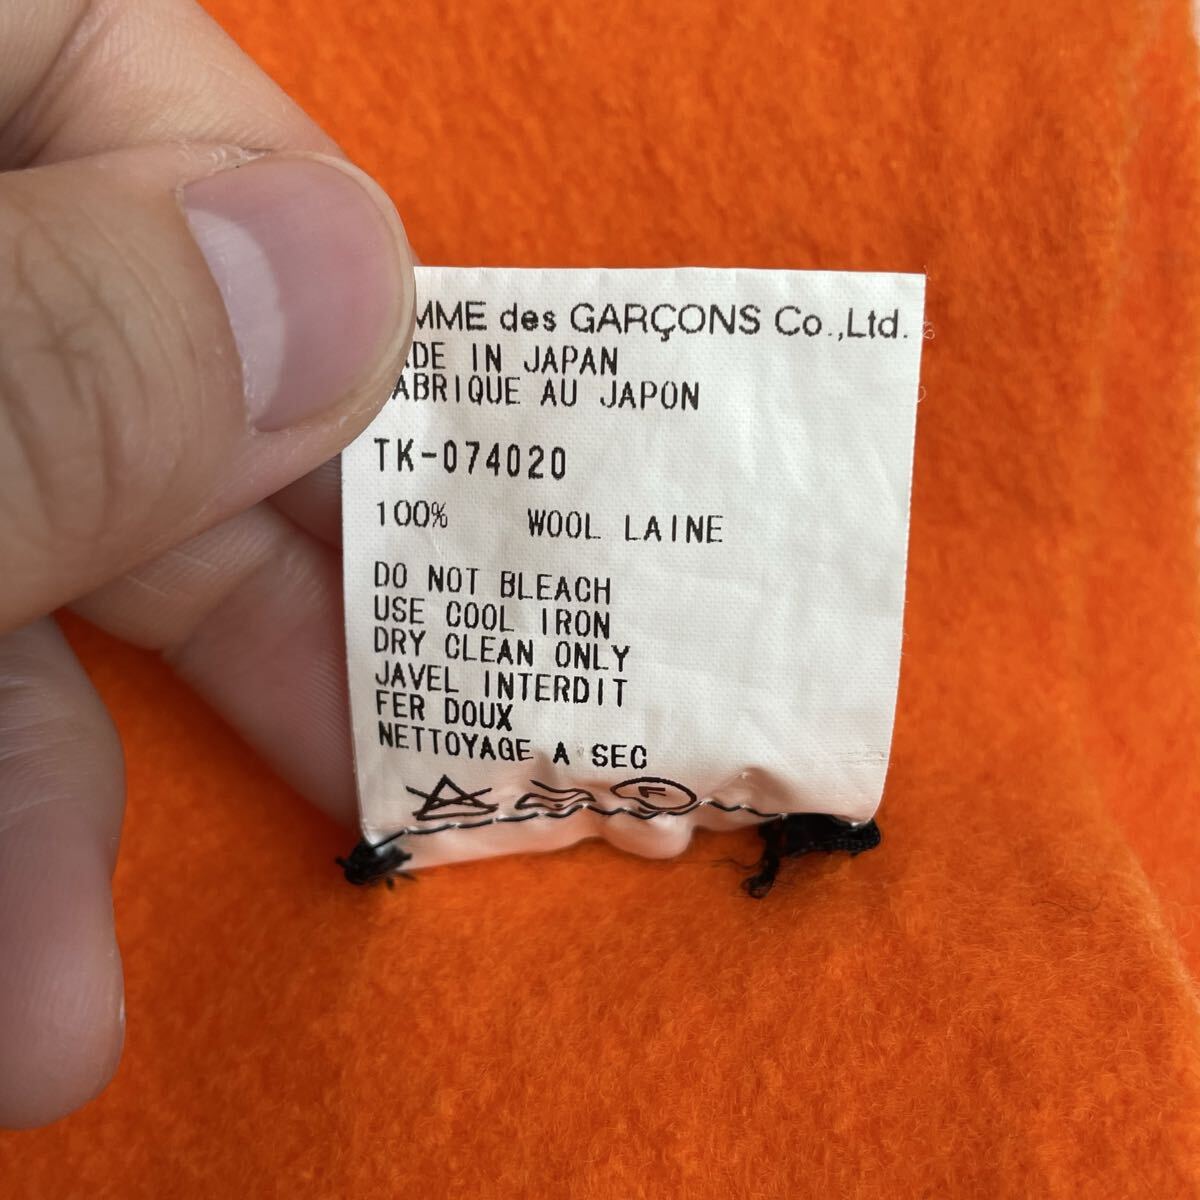 MME des GARÇONS Co.,Ltd.
DE IN JAPAN
ABRIQUE AU JAPON
TK-074020
100% WOOL LAINE
DO NOT BLEACH
USE COOL IRON
DRY CLEAN ONLY
JAVEL INTERDIT
FER DOUX
NETTOYAGE A SEC
F